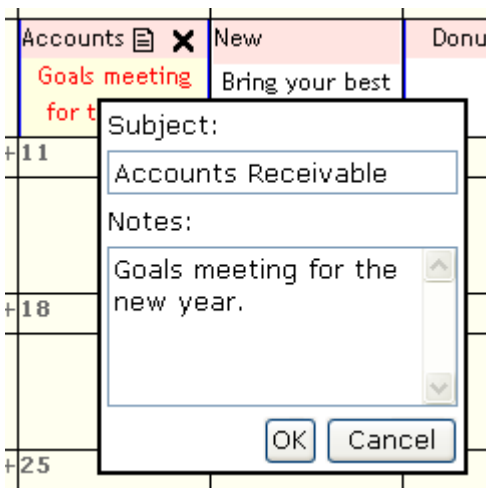 Accounts
New
Donu
Goals meeting
for t
Bring your best
+11
+18
+25
Subject:
Accounts Receivable
Notes:
Goals meeting for the
new year.
OK
Cancel